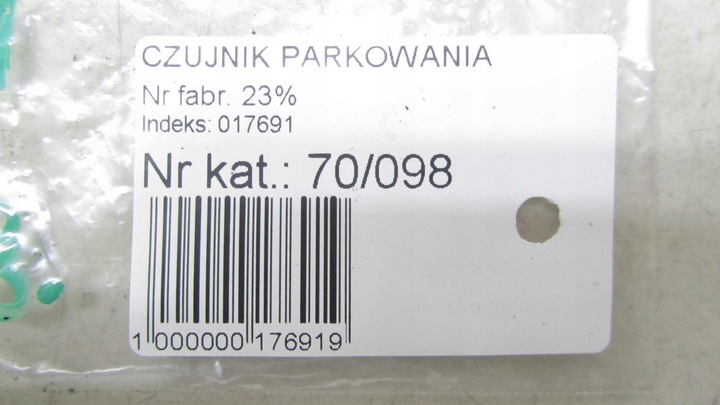 CZUJNIK PARKOWANIA
Nr fabr. 23%
Indeks: 017691
Nr kat.: 70/098
1 000000 176919